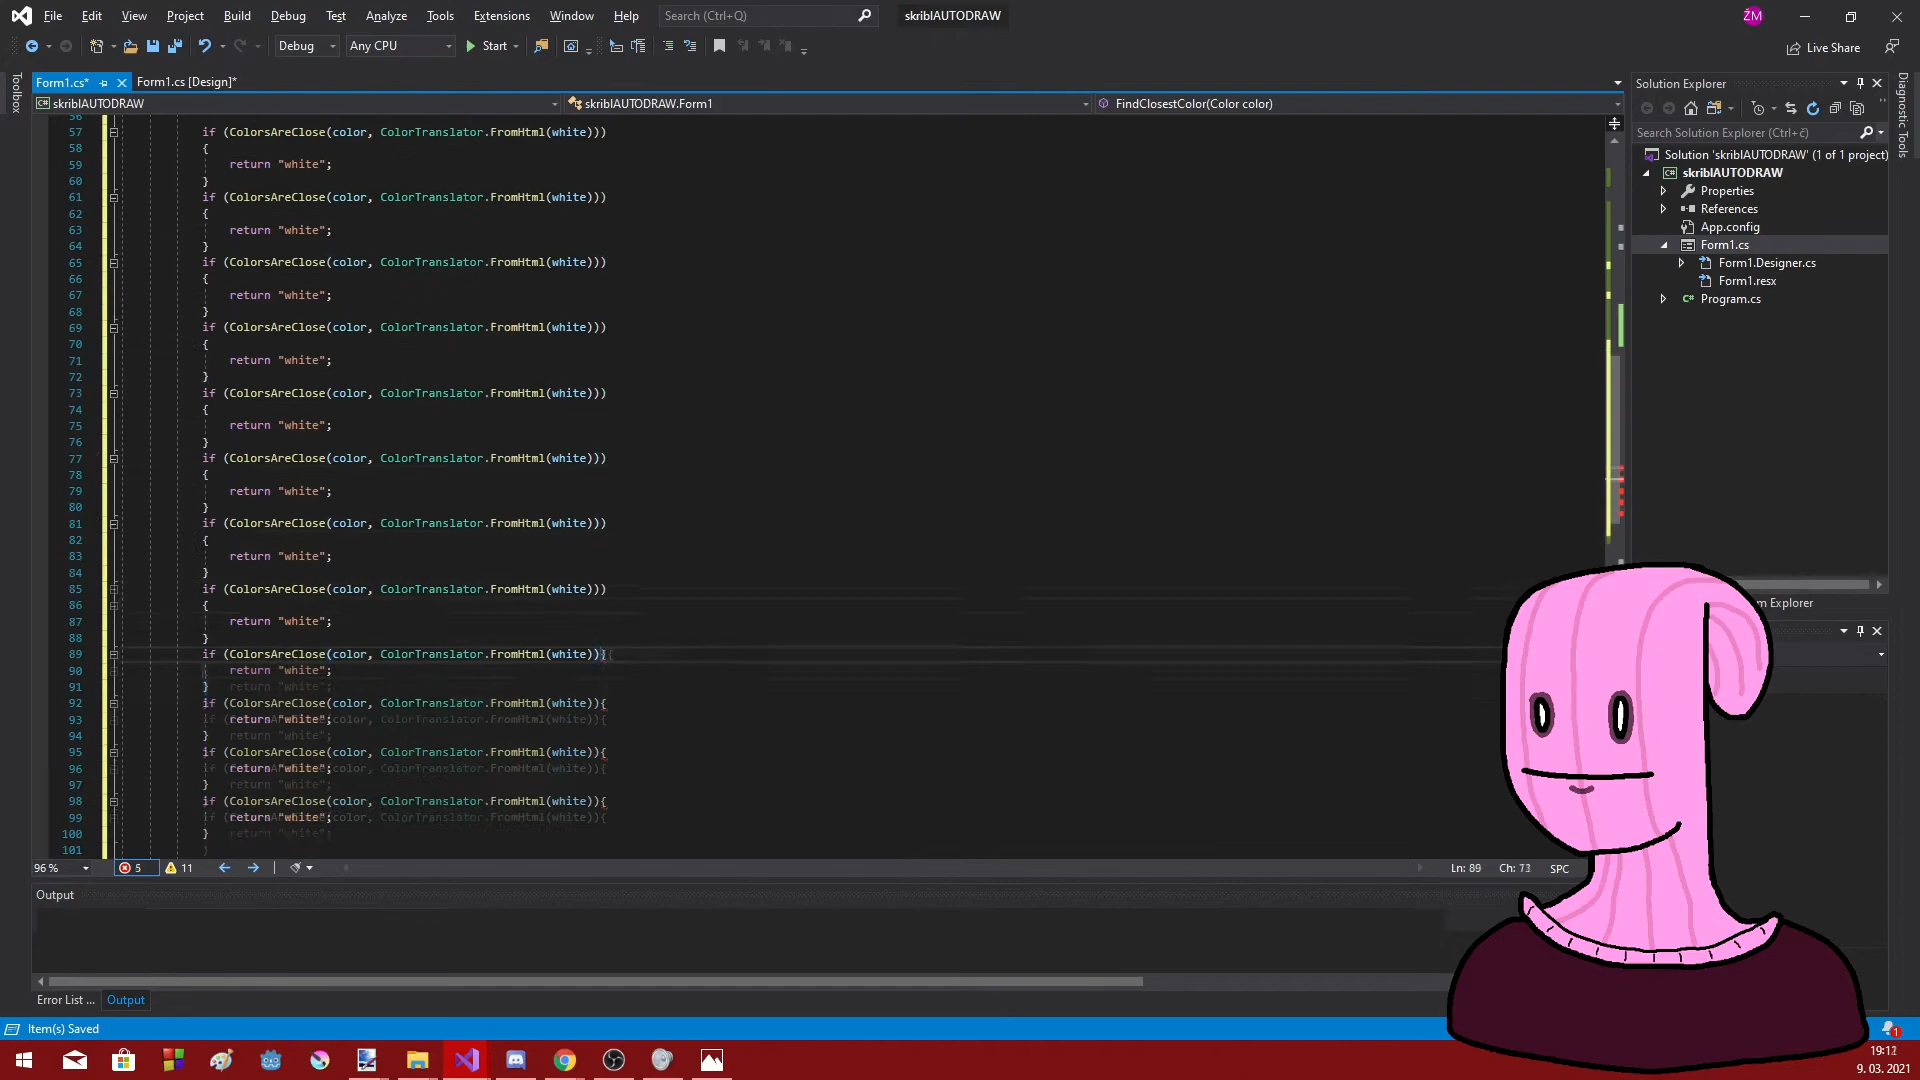 File Edit View Project Build Debug Test Analyze Tools Extensions Window Help Search (Ctrl+Q) skriblAUTODRAW ŽM
Debug Any CPU Start Live Share
Form1.cs* Form1.cs [Design]*
skriblAUTODRAW skriblAUTODRAW.Form1 FindClosestColor(Color color)
Toolbox
56
57 if (ColorsAreClose(color, ColorTranslator.FromHtml(white)))
58 {
59 return "white";
60 }
61 if (ColorsAreClose(color, ColorTranslator.FromHtml(white)))
62 {
63 return "white";
64 }
65 if (ColorsAreClose(color, ColorTranslator.FromHtml(white)))
66 {
67 return "white";
68 }
69 if (ColorsAreClose(color, ColorTranslator.FromHtml(white)))
70 {
71 return "white";
72 }
73 if (ColorsAreClose(color, ColorTranslator.FromHtml(white)))
74 {
75 return "white";
76 }
77 if (ColorsAreClose(color, ColorTranslator.FromHtml(white)))
78 {
79 return "white";
80 }
81 if (ColorsAreClose(color, ColorTranslator.FromHtml(white)))
82 {
83 return "white";
84 }
85 if (ColorsAreClose(color, ColorTranslator.FromHtml(white)))
86 {
87 return "white";
88 }
89 if (ColorsAreClose(color, ColorTranslator.FromHtml(white)){
90 return "white";
91 }
92 if (ColorsAreClose(color, ColorTranslator.FromHtml(white)){
93 return "white";
94 }
95 if (ColorsAreClose(color, ColorTranslator.FromHtml(white)){
96 return "white";
97 }
98 if (ColorsAreClose(color, ColorTranslator.FromHtml(white)){
99 return "white";
100 }
101
96 % 5 11 Ln: 89 Ch: 73 SPC
Output
Error List ... Output
Item(s) Saved
Solution Explorer
Search Solution Explorer (Ctrl+č)
Solution 'skriblAUTODRAW' (1 of 1 project)
skriblAUTODRAW
Properties
References
App.config
Form1.cs
Form1.Designer.cs
Form1.resx
Program.cs
Explorer
Diagnostic Tools
1
19:12
9. 03. 2021